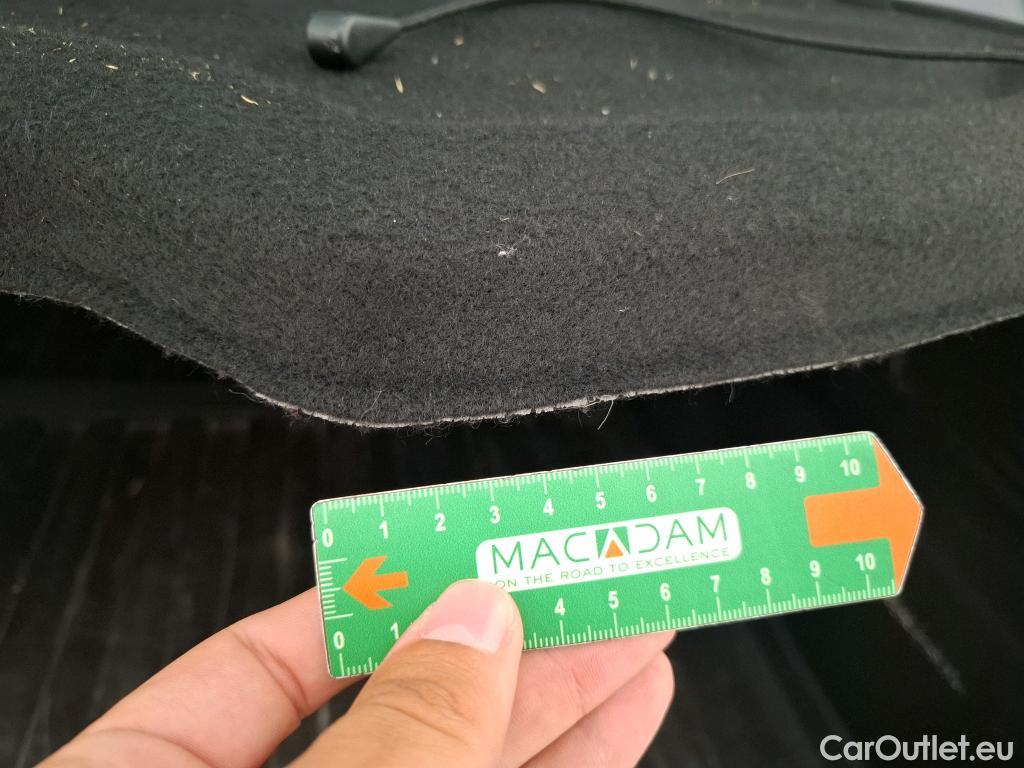 0 1 2 3 4 5 6 7 8 9 10
MACADAM
ON THE ROAD TO EXCELLENCE
0 1 4 5 6 7 8 9 10
CarOutlet.eu